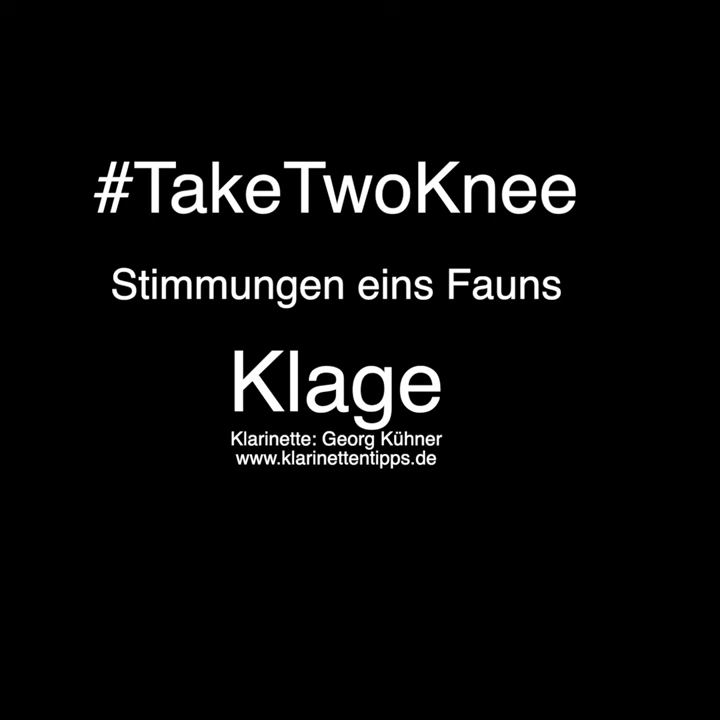 #TakeTwoKnee
Stimmungen eins Fauns
Klage
Klarinette: Georg Kühner
www.klarinettentipps.de